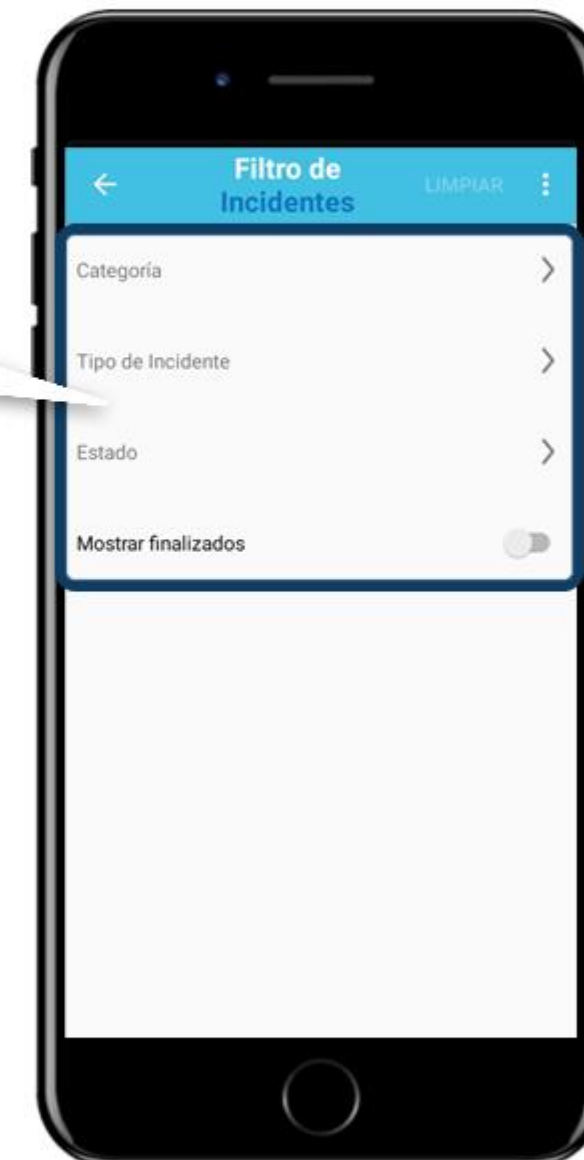 Filtro de
Incidentes
LIMPIAR
Categoría
Tipo de Incidente
Estado
Mostrar finalizados